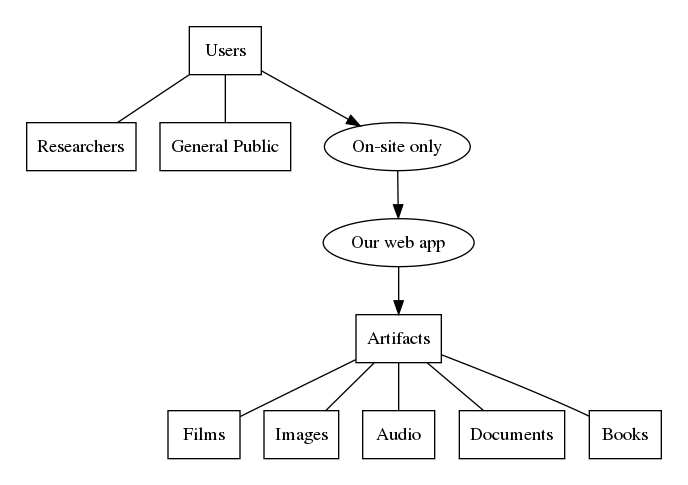 Users
Researchers
General Public
On-site only
Our web app
Artifacts
Films
Images
Audio
Documents
Books